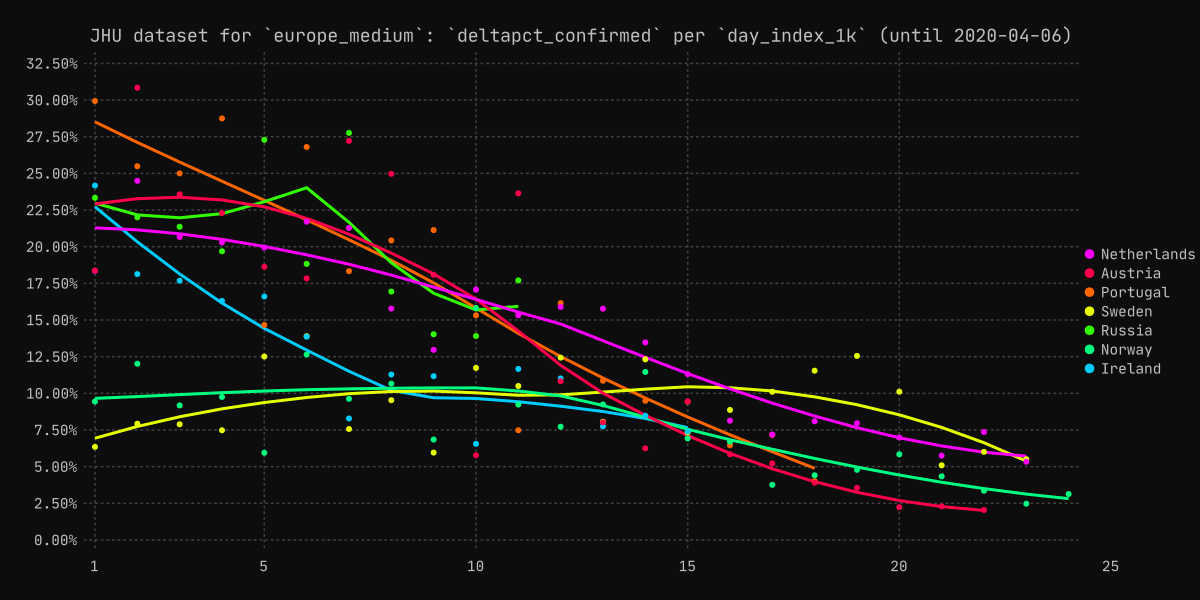 JHU dataset for `europe_medium`: `deltapct_confirmed` per `day_index_1k` (until 2020-04-06)
32.50%
30.00%
27.50%
25.00%
22.50%
20.00%
17.50%
15.00%
12.50%
10.00%
7.50%
5.00%
2.50%
0.00%
1 5 10 15 20 25
Netherlands
Austria
Portugal
Sweden
Russia
Norway
Ireland